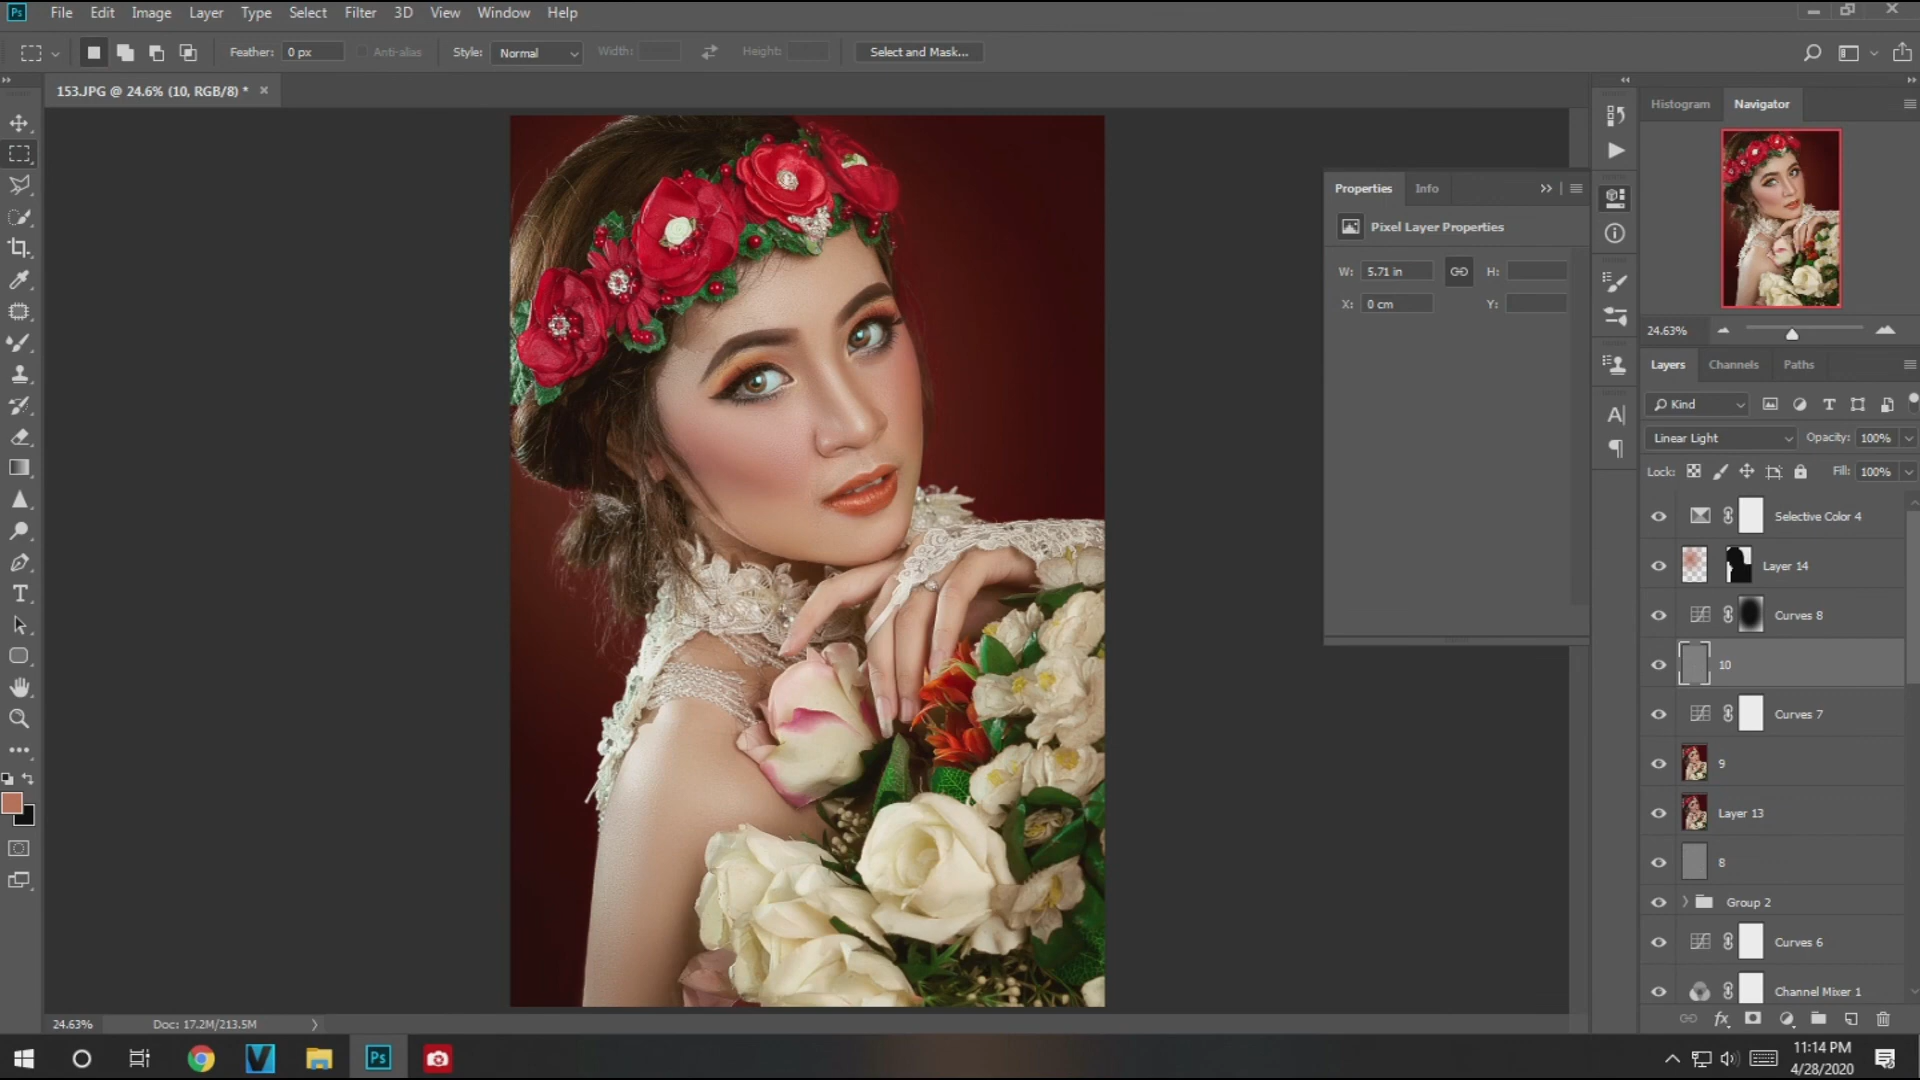 Ps File Edit Image Layer Type Select Filter 3D View Window Help
Feather: 0 px Anti-alias Style: Normal Width: Height: Select and Mask...
153.JPG @ 24.6% (10, RGB/8) * ×
Histogram Navigator
24.63%
Properties Info
Pixel Layer Properties
W: 5.71 in H:
X: 0 cm Y:
Layers Channels Paths
Kind
Linear Light Opacity: 100%
Lock: Fill: 100%
Selective Color 4
Layer 14
Curves 8
10
Curves 7
9
Layer 13
8
Group 2
Curves 6
Channel Mixer 1
24.63% Doc: 17.2M/213.5M
Ps
11:14 PM
4/28/2020